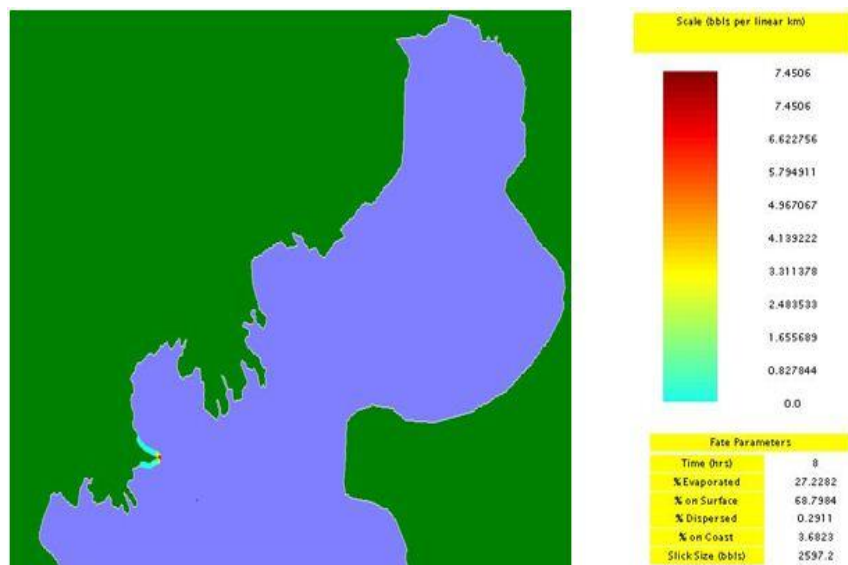 Scale (bbls per linear km)
7.4506
7.4506
6.622756
5.794911
4.967067
4.139222
3.311378
2.483533
1.655689
0.827844
0.0
Fate Parameters
Time (hrs) 8
% Evaporated 27.2282
% on Surface 68.7984
% Dispersed 0.2911
% on Coast 3.6823
Slick Size (bbls) 2597.2